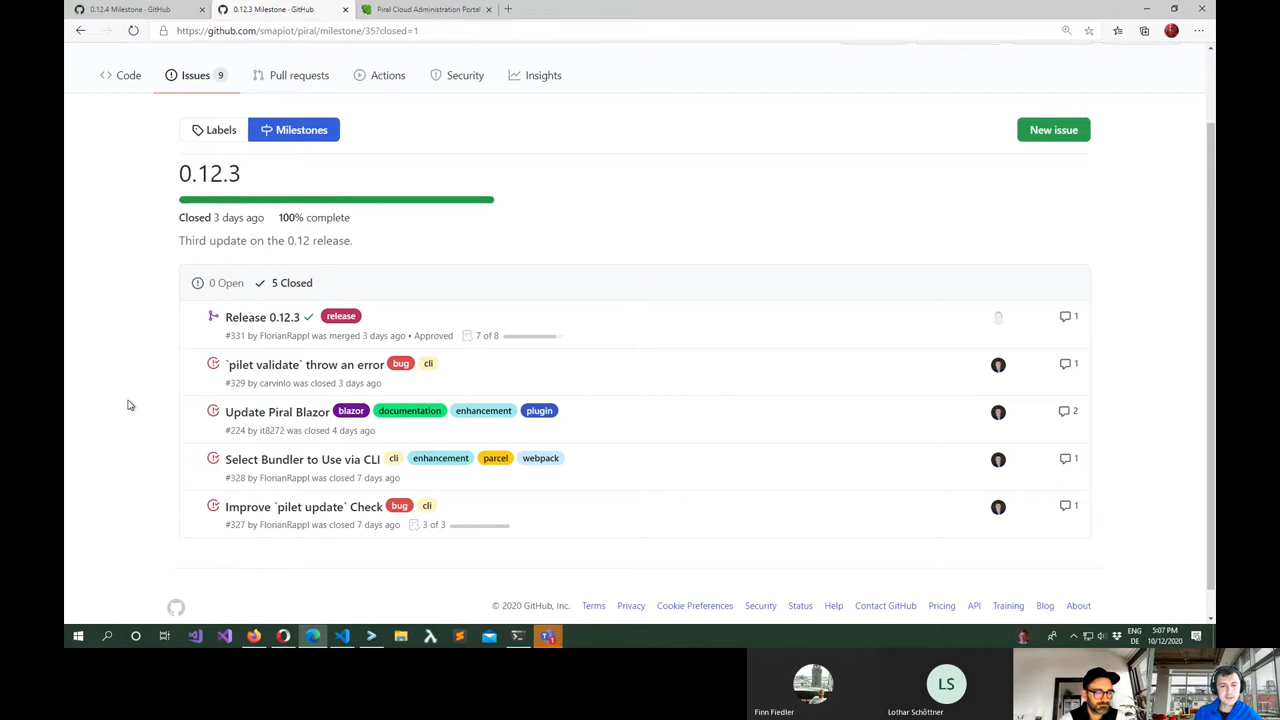 0.12.4 Milestone · GitHub
0.12.3 Milestone · GitHub
Piral Cloud Administration Portal
https://github.com/smapiot/piral/milestone/35?closed=1
Code
Issues 9
Pull requests
Actions
Security
Insights
Labels
Milestones
New issue
0.12.3
Closed 3 days ago 100% complete
Third update on the 0.12 release.
0 Open 5 Closed
Release 0.12.3 release
1
#331 by FlorianRappl was merged 3 days ago • Approved 7 of 8
`pilet validate` throw an error bug cli
1
#329 by carvinlo was closed 3 days ago
Update Piral Blazor blazor documentation enhancement plugin
2
#224 by it8272 was closed 4 days ago
Select Bundler to Use via CLI cli enhancement parcel webpack
1
#328 by FlorianRappl was closed 7 days ago
Improve `pilet update` Check bug cli
1
#327 by FlorianRappl was closed 7 days ago 3 of 3
© 2020 GitHub, Inc. Terms Privacy Cookie Preferences Security Status Help Contact GitHub Pricing API Training Blog About
ENG
DE
5:07 PM
10/12/2020
LS
Finn Fiedler
Lothar Schöttner